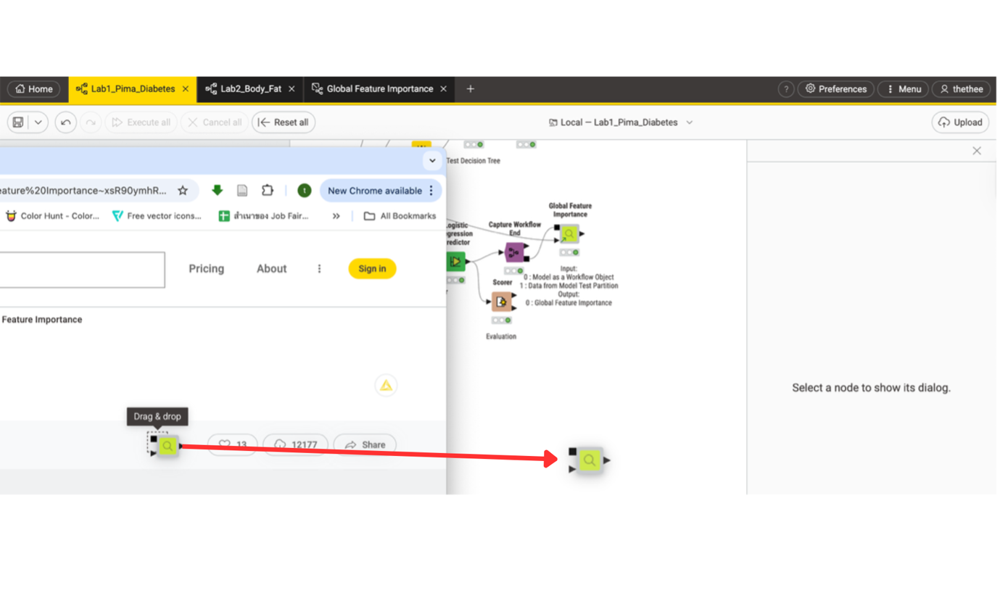 Home
Lab1_Pima_Diabetes
Lab2_Body_Fat
Global Feature Importance
Preferences
Menu
thethee
Execute all
Cancel all
Reset all
Local — Lab1_Pima_Diabetes
Upload
Test Decision Tree
eature%20Importance~xsR90ymhR...
t
New Chrome available
Color Hunt - Color...
Free vector icons...
สำเนาของ Job Fair...
All Bookmarks
Global Feature
Importance
Capture Workflow
End
ogistic
gression
redictor
Scorer
Input:
0 : Model as a Workflow Object
1 : Data from Model Test Partition
Output:
0 : Global Feature Importance
Evaluation
Pricing
About
Sign in
Feature Importance
Select a node to show its dialog.
Drag & drop
13
12177
Share